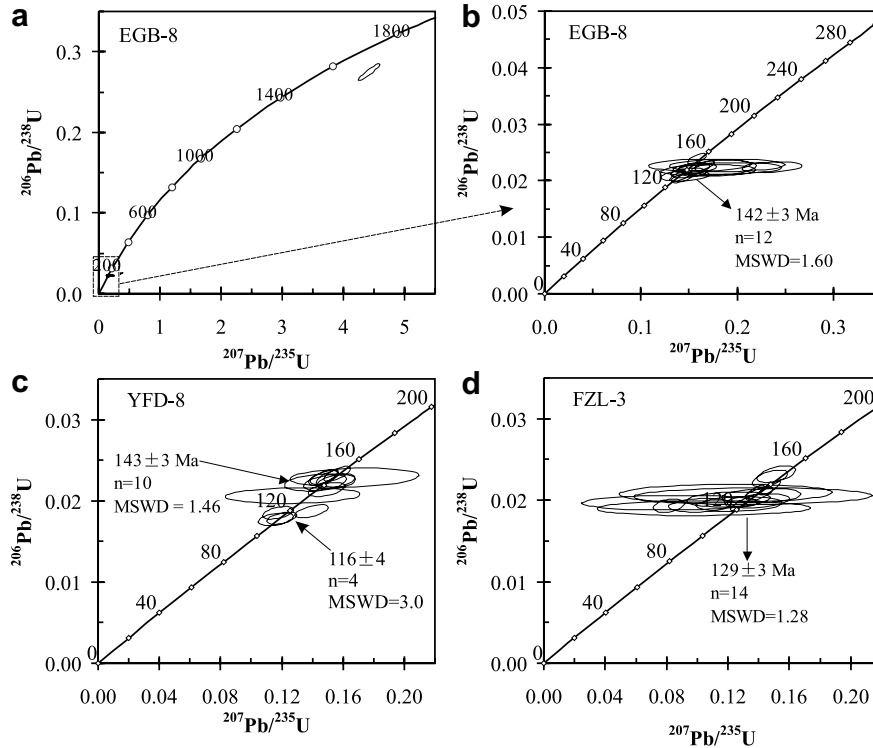 a
EGB-8
0.3
0.2
0.1
0.0
²⁰⁶Pb/²³⁸U
200
600
1000
1400
1800
0
1
2
3
4
5
²⁰⁷Pb/²³⁵U
b
EGB-8
0.05
0.04
0.03
0.02
0.01
0.00
²⁰⁶Pb/²³⁸U
0
40
80
120
160
200
240
280
142±3 Ma
n=12
MSWD=1.60
0.0
0.1
0.2
0.3
²⁰⁷Pb/²³⁵U
c
YFD-8
0.03
0.02
0.01
0.00
²⁰⁶Pb/²³⁸U
0
40
80
120
160
200
143±3 Ma
n=10
MSWD = 1.46
116±4
n=4
MSWD=3.0
0.00
0.04
0.08
0.12
0.16
0.20
²⁰⁷Pb/²³⁵U
d
FZL-3
0.03
0.02
0.01
0.00
²⁰⁶Pb/²³⁸U
0
40
80
120
160
200
129±3 Ma
n=14
MSWD=1.28
0.00
0.04
0.08
0.12
0.16
0.20
²⁰⁷Pb/²³⁵U